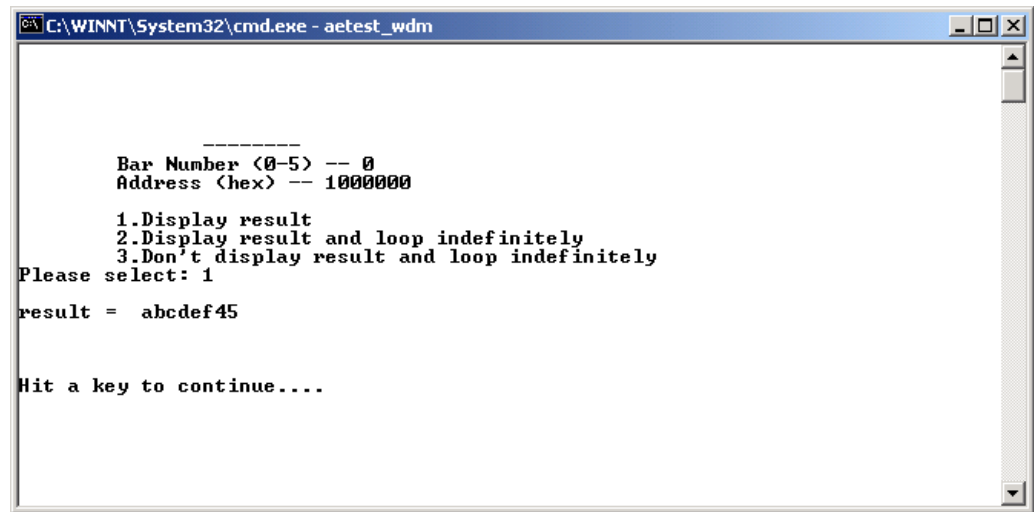 C:\WINNT\System32\cmd.exe - aetest_wdm
--------
Bar Number (0-5) -- 0
Address (hex) -- 1000000
1.Display result
2.Display result and loop indefinitely
3.Don't display result and loop indefinitely
Please select: 1
result =  abcdef45
Hit a key to continue....